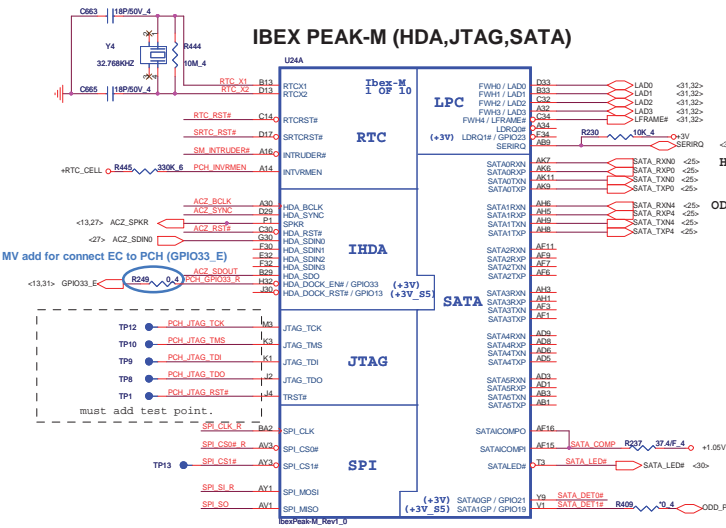 IBEX PEAK-M (HDA,JTAG,SATA)
C663 18P/50V_4
Y4
32.768KHZ
R444
10M_4
C665 18P/50V_4
U24A
Ibex-M
1 OF 10
RTC_X1 B13 RTCX1
RTC_X2 D13 RTCX2
RTC_RST# C14 RTCRST#
SRTC_RST# D17 SRTCRST#
SM_INTRUDER# A16 INTRUDER#
+RTC_CELL R445 330K_6 PCH_INVRMEN A14 INTVRMEN
RTC
ACZ_BCLK A30 HDA_BCLK
ACZ_SYNC D29 HDA_SYNC
<13,27> ACZ_SPKR P1 SPKR
ACZ_RST# C30 HDA_RST#
<27> ACZ_SDIN0 G30 HDA_SDIN0
F30 HDA_SDIN1
E32 HDA_SDIN2
F32 HDA_SDIN3
ACZ_SDOUT B29 HDA_SDO
MV add for connect EC to PCH (GPIO33_E)
<13,31> GPIO33_E R249 0_4 PCH_GPIO33_R H32 HDA_DOCK_EN# / GPIO33 (+3V)
J30 HDA_DOCK_RST# / GPIO13 (+3V_S5)
IHDA
TP12 PCH_JTAG_TCK M3 JTAG_TCK
TP10 PCH_JTAG_TMS K3 JTAG_TMS
TP9 PCH_JTAG_TDI K1 JTAG_TDI
TP8 PCH_JTAG_TDO J2 JTAG_TDO
TP1 PCH_JTAG_RST# J4 TRST#
must add test point.
JTAG
SPI_CLK_R BA2 SPI_CLK
SPI_CS0#_R AV3 SPI_CS0#
TP13 SPI_CS1# AY3 SPI_CS1#
SPI_SI_R AY1 SPI_MOSI
SPI_SO AV1 SPI_MISO
SPI
IbexPeak-M_Rev1_0
LPC
FWH0 / LAD0 D33 LAD0 <31,32>
FWH1 / LAD1 B33 LAD1 <31,32>
FWH2 / LAD2 C32 LAD2 <31,32>
FWH3 / LAD3 A32 LAD3 <31,32>
FWH4 / LFRAME# C34 LFRAME# <31,32>
LDRQ0# A34
(+3V) LDRQ1# / GPIO23 F34 R230 10K_4 +3V
SERIRQ AB9 SERIRQ
SATA
SATA0RXN AK7 SATA_RXN0 <25>
SATA0RXP AK6 SATA_RXP0 <25>
SATA0TXN AK11 SATA_TXN0 <25>
SATA0TXP AK9 SATA_TXP0 <25>
SATA1RXN AH6 SATA_RXN4 <25>
SATA1RXP AH5 SATA_RXP4 <25>
SATA1TXN AH9 SATA_TXN4 <25>
SATA1TXP AH8 SATA_TXP4 <25>
SATA2RXN AF11
SATA2RXP AF9
SATA2TXN AF7
SATA2TXP AF6
SATA3RXN AH3
SATA3RXP AH1
SATA3TXN AF3
SATA3TXP AF1
SATA4RXN AD9
SATA4RXP AD8
SATA4TXN AD6
SATA4TXP AD5
SATA5RXN AD3
SATA5RXP AD1
SATA5TXN AB3
SATA5TXP AB1
SATAICOMPO AF16
SATAICOMPI AF15 SATA_COMP R237 37.4/F_4 +1.05V
SATALED# T3 SATA_LED# SATA_LED# <30>
(+3V) SATA0GP / GPIO21 Y9 SATA_DET0#
(+3V_S5) SATA1GP / GPIO19 V1 SATA_DET1# R409 *0_4 ODD_P